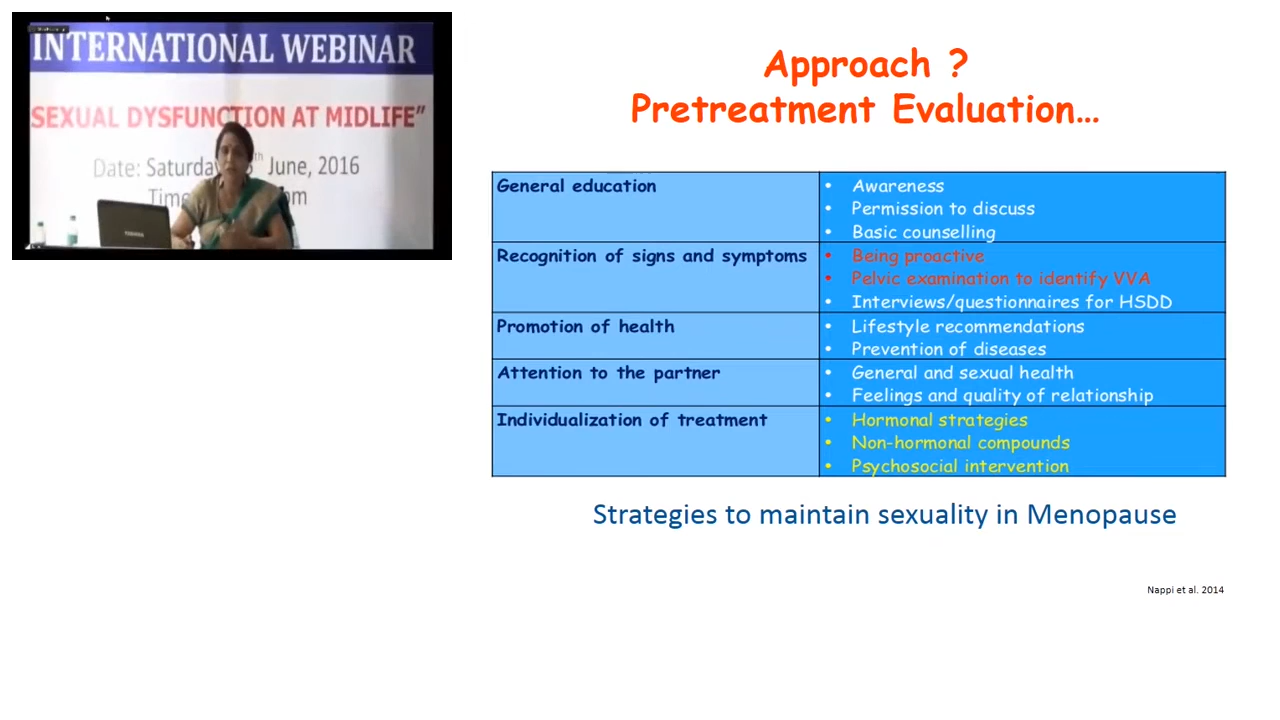 INTERNATIONAL WEBINAR
SEXUAL DYSFUNCTION AT MIDLIFE”
Date: Saturday th June, 2016
Time pm
TOSHIBA
Approach ?
Pretreatment Evaluation...
General education
• Awareness
• Permission to discuss
• Basic counselling
Recognition of signs and symptoms
• Being proactive
• Pelvic examination to identify VVA
• Interviews/questionnaires for HSDD
Promotion of health
• Lifestyle recommendations
• Prevention of diseases
Attention to the partner
• General and sexual health
• Feelings and quality of relationship
Individualization of treatment
• Hormonal strategies
• Non-hormonal compounds
• Psychosocial intervention
Strategies to maintain sexuality in Menopause
Nappi et al. 2014